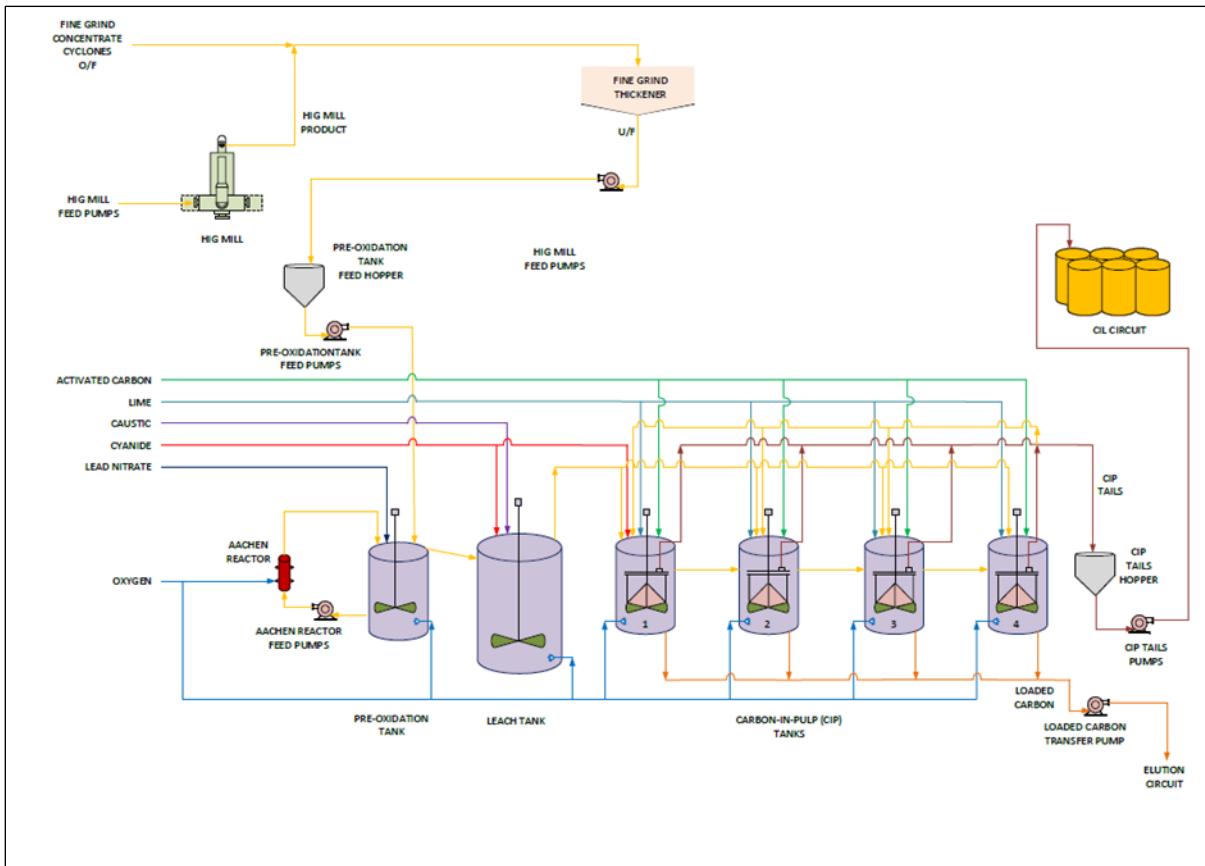 FINE GRIND
CONCENTRATE
CYCLONES
O/F
FINE GRIND
THICKENER
HIG MILL
PRODUCT
U/F
HIG MILL
FEED PUMPS
HIG MILL
PRE-OXIDATION
TANK
FEED HOPPER
HIG MILL
FEED PUMPS
CIL CIRCUIT
PRE-OXIDATIONTANK
FEED PUMPS
ACTIVATED CARBON
LIME
CAUSTIC
CYANIDE
LEAD NITRATE
CIP
TAILS
AACHEN
REACTOR
OXYGEN
CIP
TAILS
HOPPER
AACHEN REACTOR
FEED PUMPS
1
2
3
4
CIP TAILS
PUMPS
PRE-OXIDATION
TANK
LEACH TANK
CARBON-IN-PULP (CIP)
TANKS
LOADED
CARBON
LOADED CARBON
TRANSFER PUMP
ELUTION
CIRCUIT